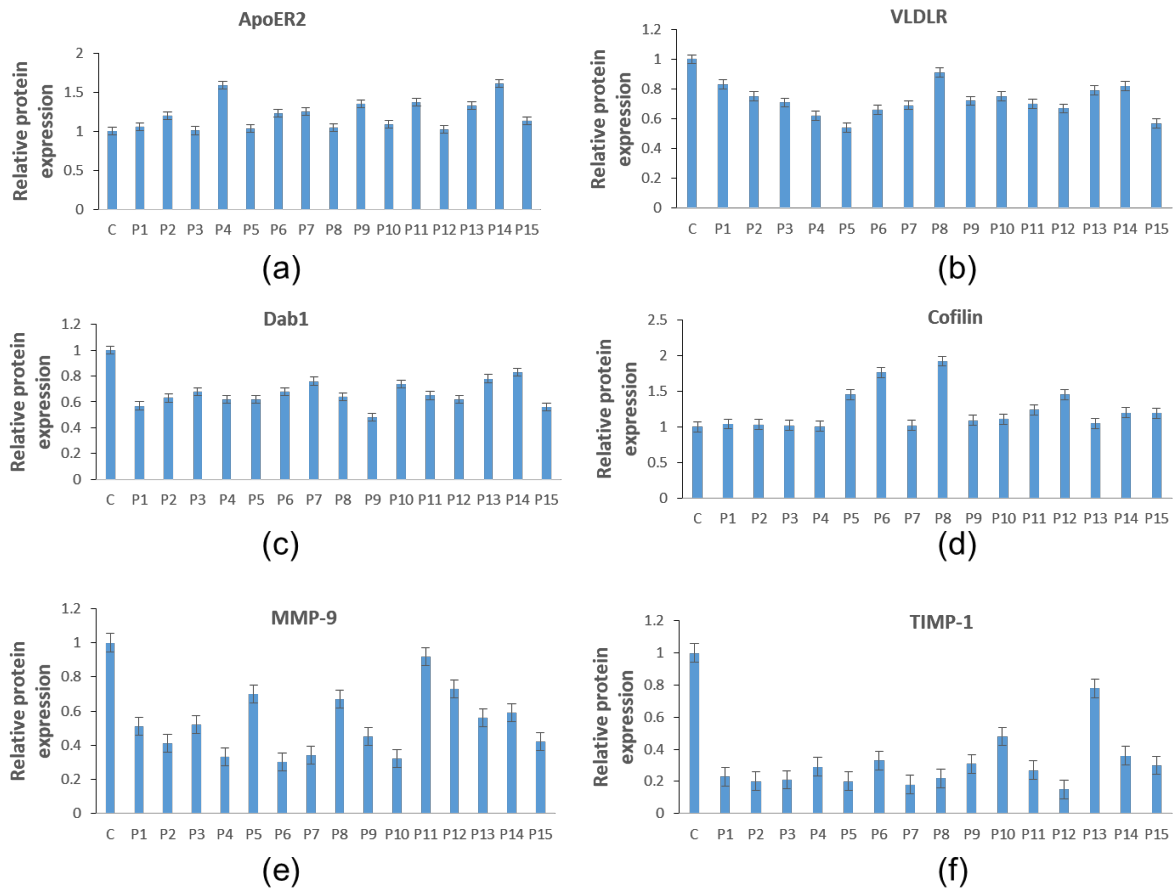 ApoER2
Relative protein
expression
2
1.5
1
0.5
0
C P1 P2 P3 P4 P5 P6 P7 P8 P9 P10 P11 P12 P13 P14 P15
(a)
VLDLR
Relative protein
expression
1.2
1
0.8
0.6
0.4
0.2
0
C P1 P2 P3 P4 P5 P6 P7 P8 P9 P10 P11 P12 P13 P14 P15
(b)
Dab1
Relative protein
expression
1.2
1
0.8
0.6
0.4
0.2
0
C P1 P2 P3 P4 P5 P6 P7 P8 P9 P10 P11 P12 P13 P14 P15
(c)
Cofilin
Relative protein
expression
2.5
2
1.5
1
0.5
0
C P1 P2 P3 P4 P5 P6 P7 P8 P9 P10 P11 P12 P13 P14 P15
(d)
MMP-9
Relative protein
expression
1.2
1
0.8
0.6
0.4
0.2
0
C P1 P2 P3 P4 P5 P6 P7 P8 P9 P10 P11 P12 P13 P14 P15
(e)
TIMP-1
Relative protein
expression
1.2
1
0.8
0.6
0.4
0.2
0
C P1 P2 P3 P4 P5 P6 P7 P8 P9 P10 P11 P12 P13 P14 P15
(f)